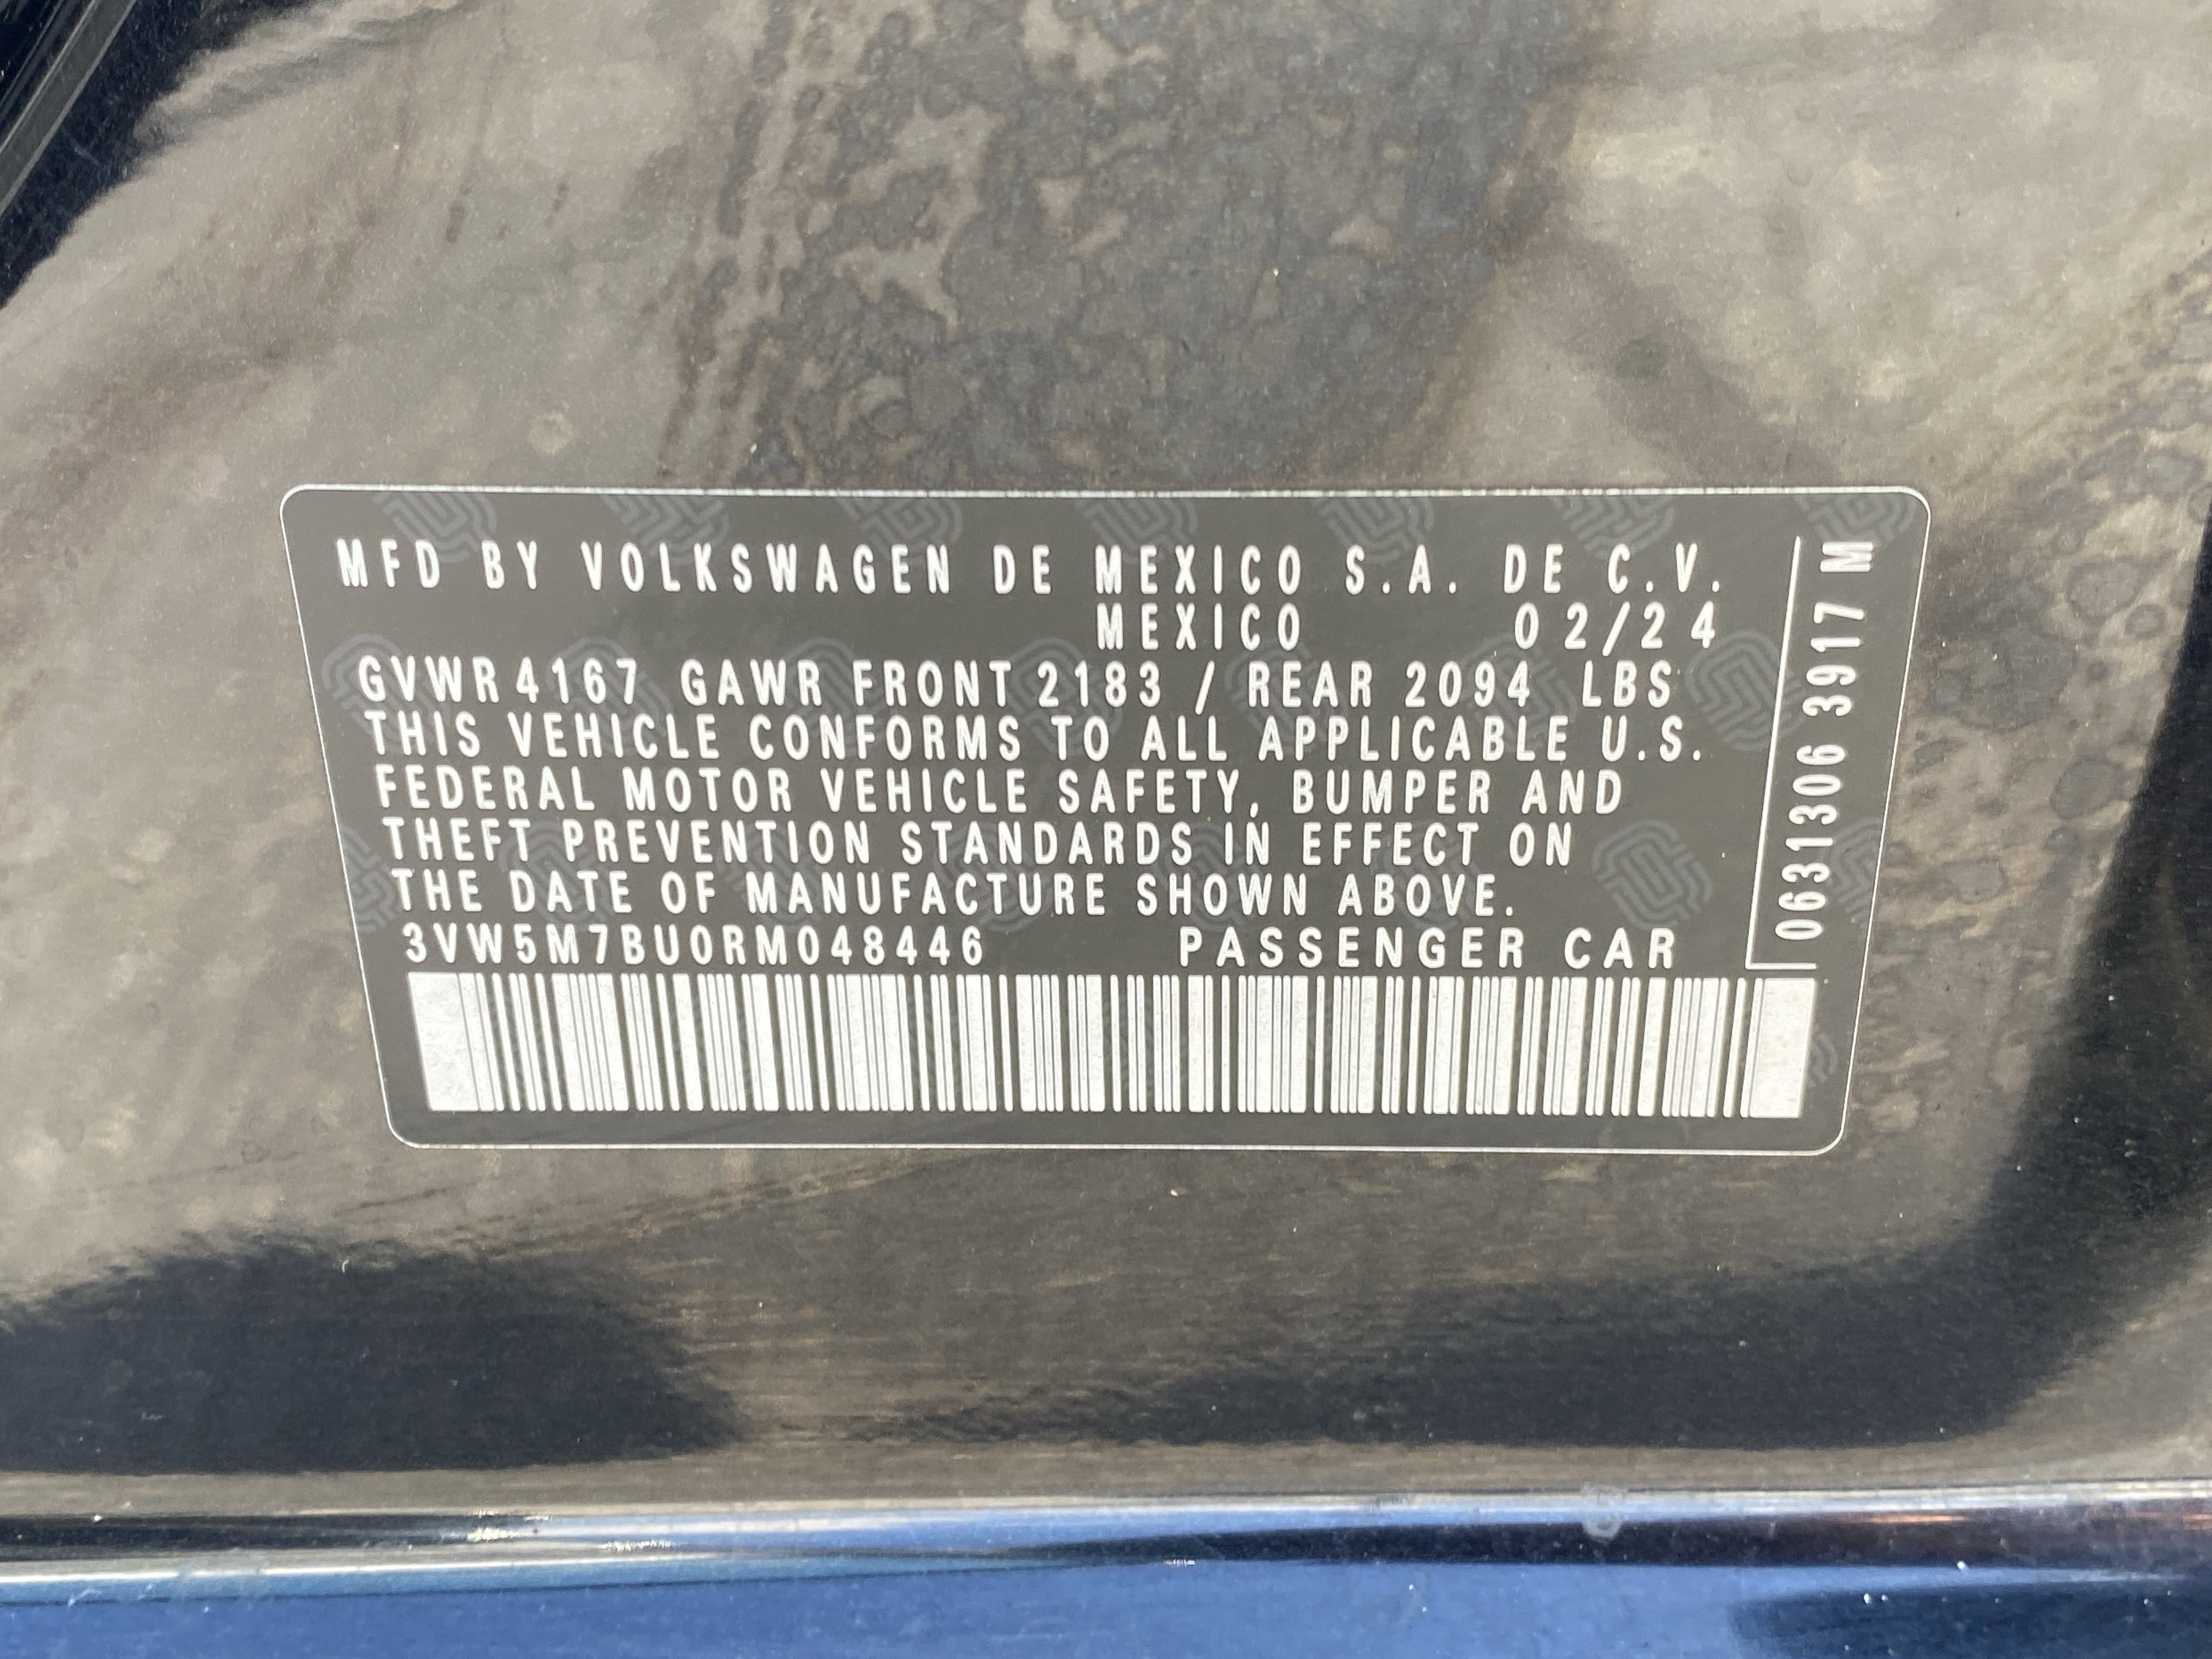 MFD BY VOLKSWAGEN DE MEXICO S.A. DE C.V.
MEXICO 02/24
GVWR 4167 GAWR FRONT 2183 / REAR 2094 LBS
THIS VEHICLE CONFORMS TO ALL APPLICABLE U.S.
FEDERAL MOTOR VEHICLE SAFETY, BUMPER AND
THEFT PREVENTION STANDARDS IN EFFECT ON
THE DATE OF MANUFACTURE SHOWN ABOVE.
3VW5M7BU0RM048446 PASSENGER CAR
0631306 3917 M